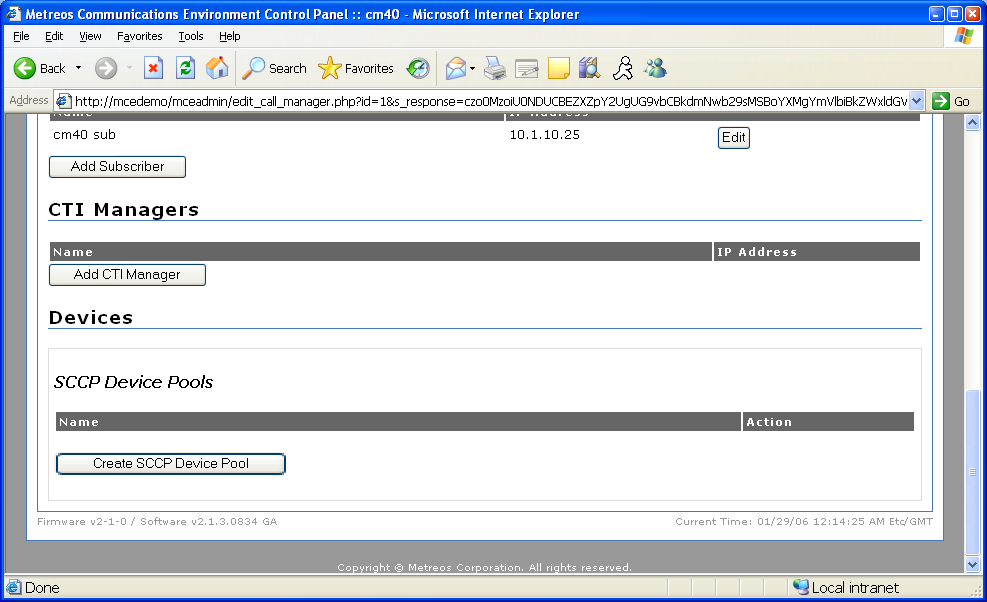 Metreos Communications Environment Control Panel :: cm40 - Microsoft Internet Explorer
File Edit View Favorites Tools Help
Back Search Favorites
Address http://mcedemo/mceadmin/edit_call_manager.php?id=1&s_response=czo0MzoiU0NDUCBEZXZpY2UgUG9vbCBkdmNwb29sMSBoYXMgYmVlbiBkZWxldGV Go
Name IP Address
cm40 sub 10.1.10.25 Edit
Add Subscriber
CTI Managers
Name IP Address
Add CTI Manager
Devices
SCCP Device Pools
Name Action
Create SCCP Device Pool
Firmware v2-1-0 / Software v2.1.3.0834 GA Current Time: 01/29/06 12:14:25 AM Etc/GMT
Copyright © Metreos Corporation. All rights reserved.
Done Local intranet